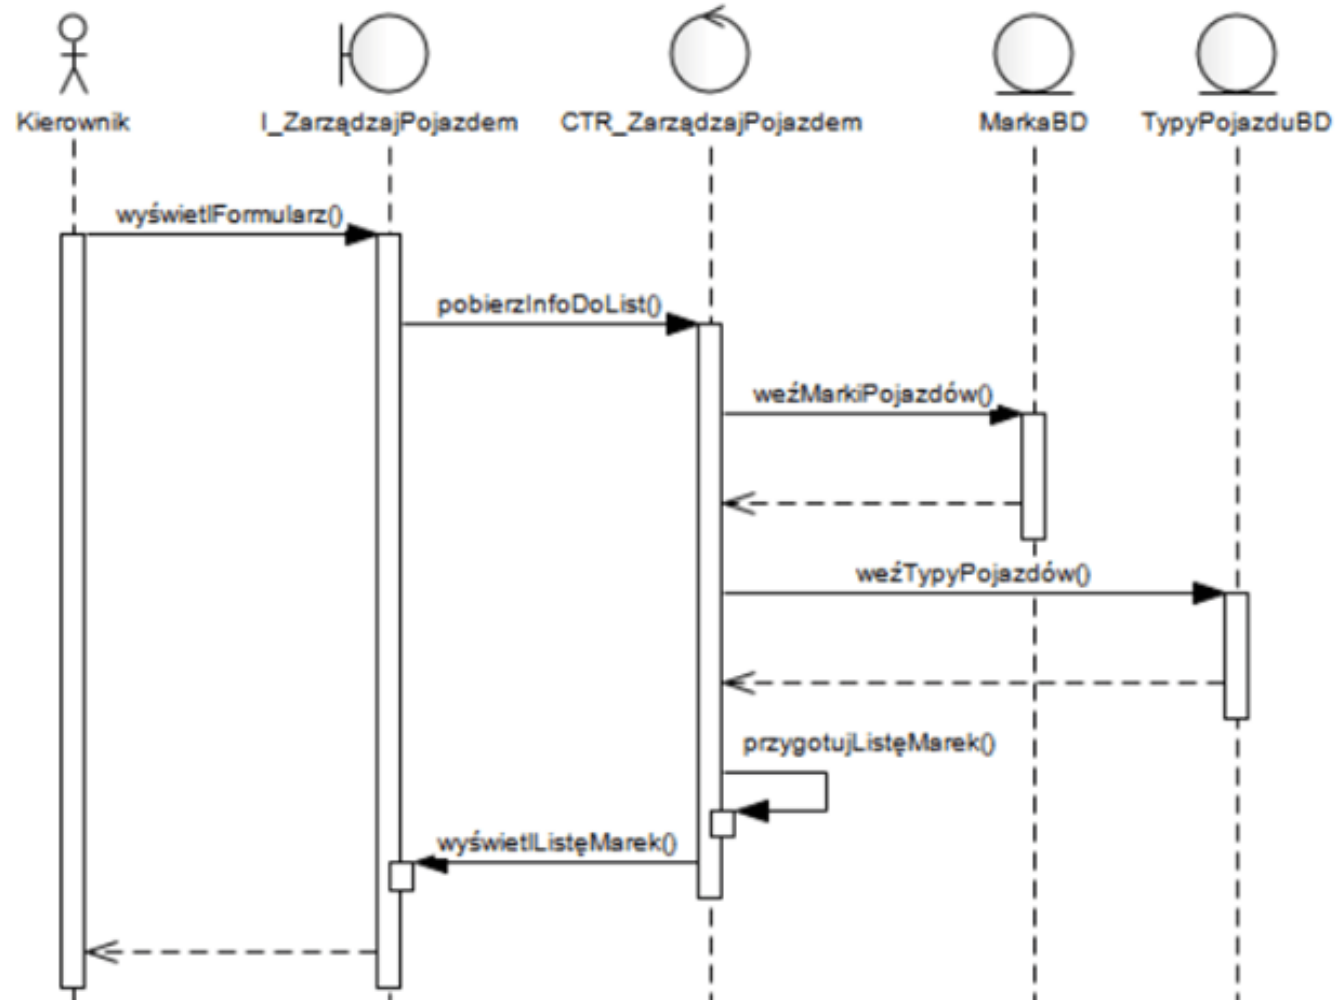 Kierownik
I_ZarządzajPojazdem
CTR_ZarządzajPojazdem
MarkaBD
TypyPojazduBD
wyświetlFormularz()
pobierzInfoDoList()
weźMarkiPojazdów()
weźTypyPojazdów()
przygotujListęMarek()
wyświetlListęMarek()